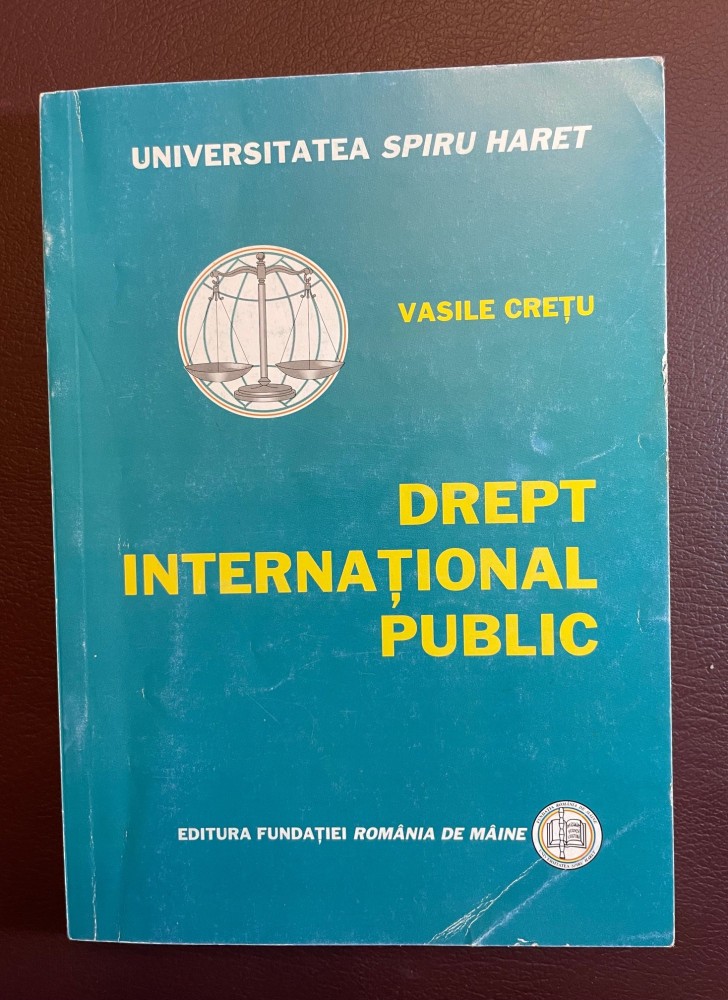 UNIVERSITATEA SPIRU HARET
VASILE CREȚU
DREPT
INTERNAȚIONAL
PUBLIC
EDITURA FUNDAȚIEI ROMÂNIA DE MÂINE